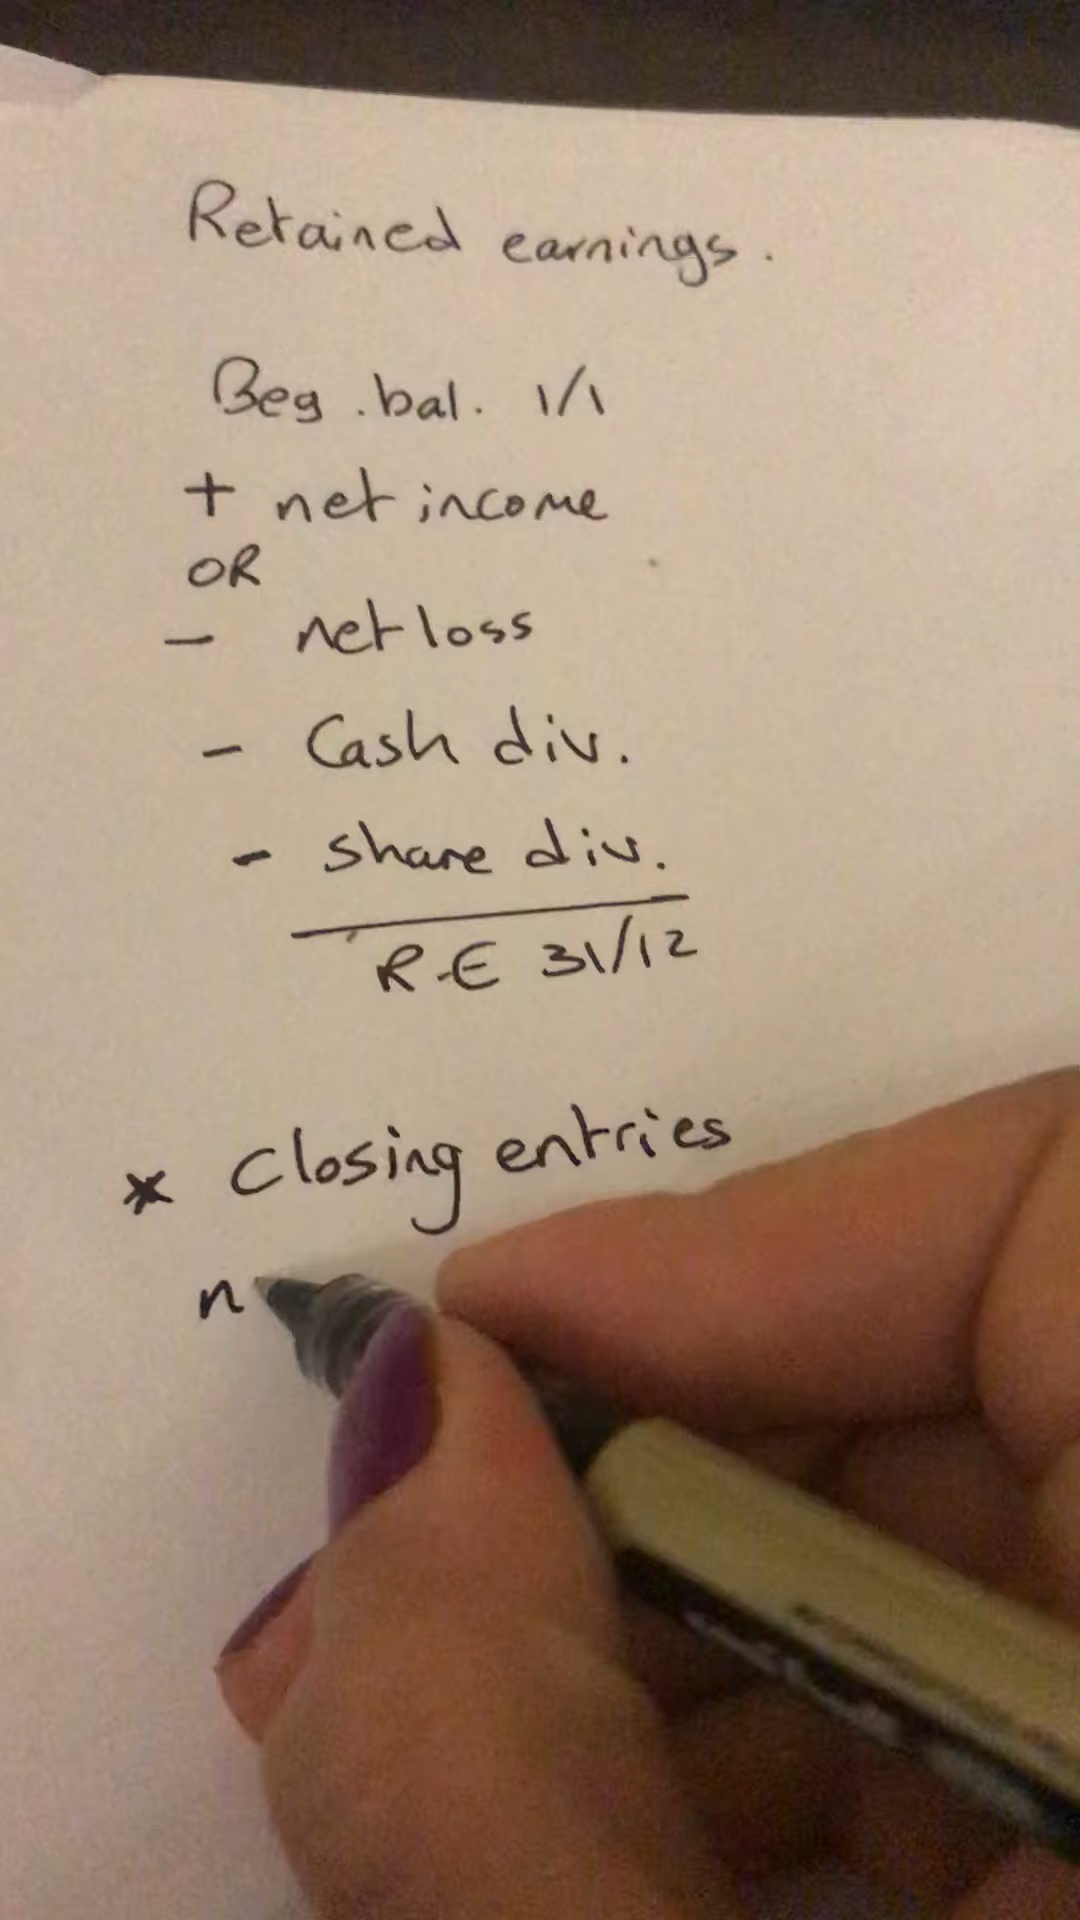 Retained earnings.
Beg. bal. 1/1
+ net income
OR
- net loss
- Cash div.
- share div.
R.E 31/12
* Closing entries
n